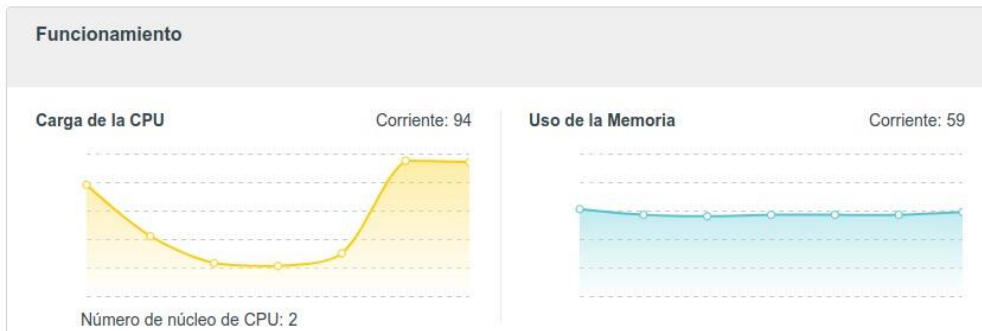 Funcionamiento
Carga de la CPU
Corriente: 94
Número de núcleo de CPU: 2
Uso de la Memoria
Corriente: 59